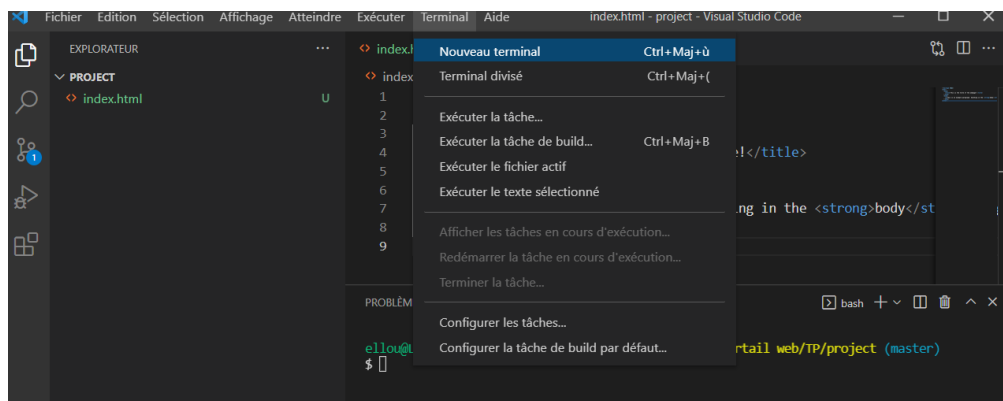 Fichier Edition Sélection Affichage Atteindre Exécuter Terminal Aide index.html - project - Visual Studio Code
EXPLORATEUR
PROJECT
index.html U
1
index.h
index
1
2
3
4 e!</title>
5
6
7 ng in the <strong>body</st
8
9
Nouveau terminal Ctrl+Maj+ù
Terminal divisé Ctrl+Maj+(
Exécuter la tâche...
Exécuter la tâche de build... Ctrl+Maj+B
Exécuter le fichier actif
Exécuter le texte sélectionné
Afficher les tâches en cours d'exécution...
Redémarrer la tâche en cours d'exécution...
Terminer la tâche...
Configurer les tâches...
Configurer la tâche de build par défaut...
PROBLÈM bash
ellou@L rtail web/TP/project (master)
$